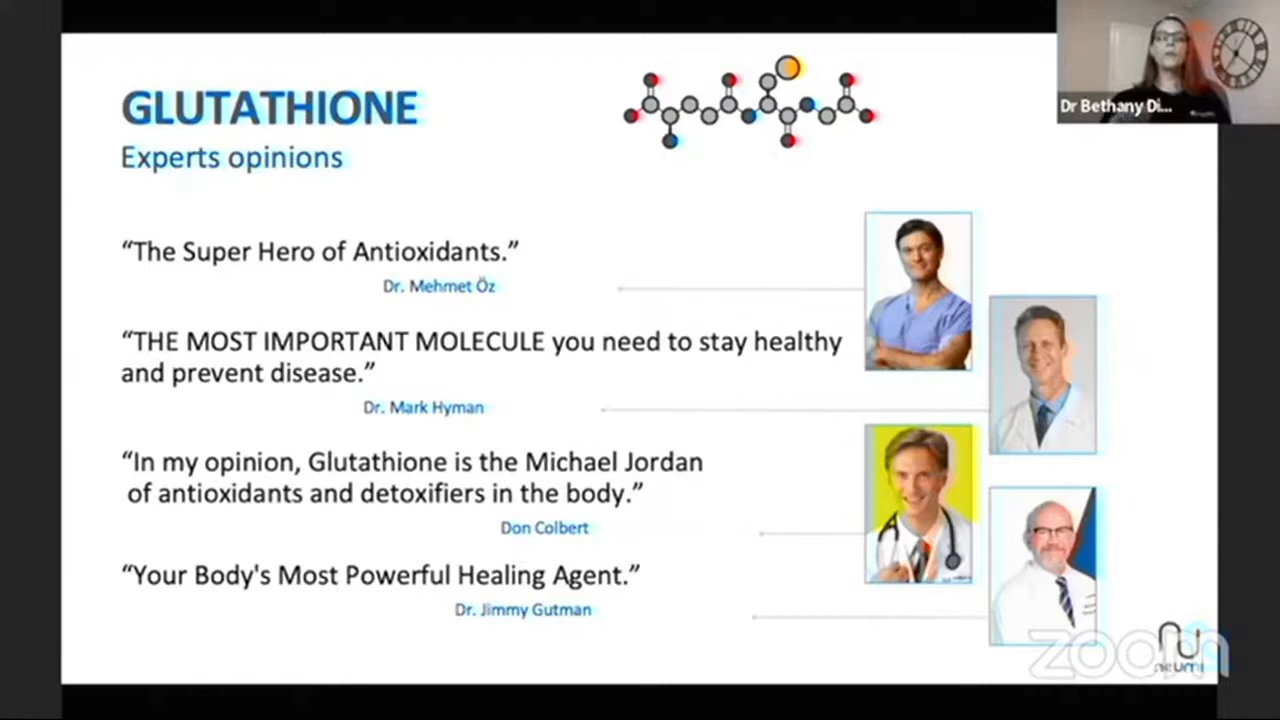 GLUTATHIONE
Experts opinions
Dr Bethany Di...
“The Super Hero of Antioxidants.”
Dr. Mehmet Öz
“THE MOST IMPORTANT MOLECULE you need to stay healthy
and prevent disease.”
Dr. Mark Hyman
“In my opinion, Glutathione is the Michael Jordan
of antioxidants and detoxifiers in the body.”
Don Colbert
“Your Body's Most Powerful Healing Agent.”
Dr. Jimmy Gutman
zoom
neumi